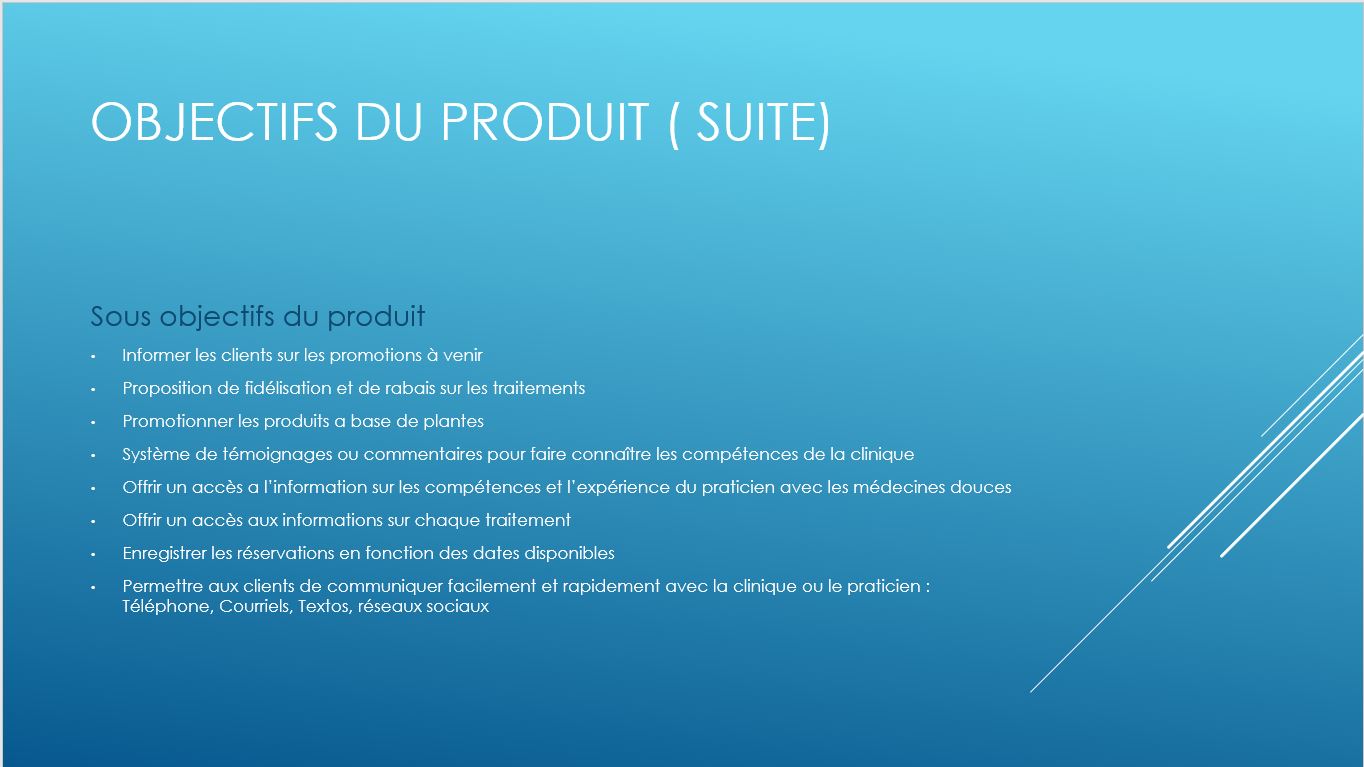 OBJECTIFS DU PRODUIT ( SUITE)
Sous objectifs du produit
• Informer les clients sur les promotions à venir
• Proposition de fidélisation et de rabais sur les traitements
• Promotionner les produits a base de plantes
• Système de témoignages ou commentaires pour faire connaître les compétences de la clinique
• Offrir un accès a l’information sur les compétences et l’expérience du praticien avec les médecines douces
• Offrir un accès aux informations sur chaque traitement
• Enregistrer les réservations en fonction des dates disponibles
• Permettre aux clients de communiquer facilement et rapidement avec la clinique ou le praticien :
Téléphone, Courriels, Textos, réseaux sociaux